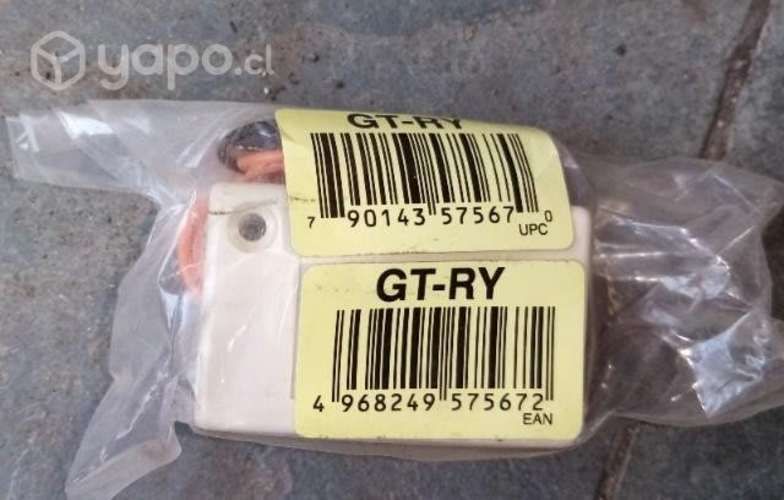 yapo.cl
GT-RY
7 90143 57567 0
UPC
GT-RY
4 968249 575672
EAN